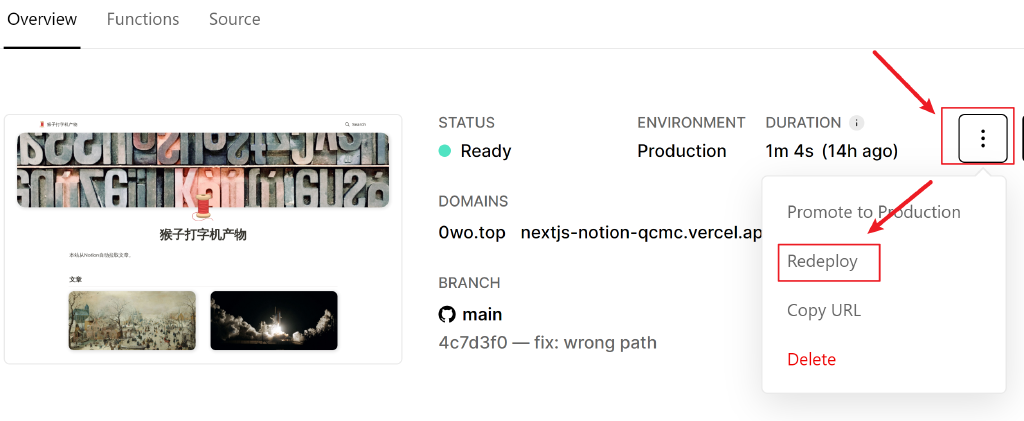 Overview Functions Source
猴子打字机产物
Search
猴子打字机产物
本站从Notion自动拉取文章。
文章
STATUS
Ready
ENVIRONMENT
Production
DURATION
1m 4s (14h ago)
DOMAINS
0wo.top nextjs-notion-qcmc.vercel.ap
BRANCH
main
4c7d3f0 — fix: wrong path
Promote to Production
Redeploy
Copy URL
Delete